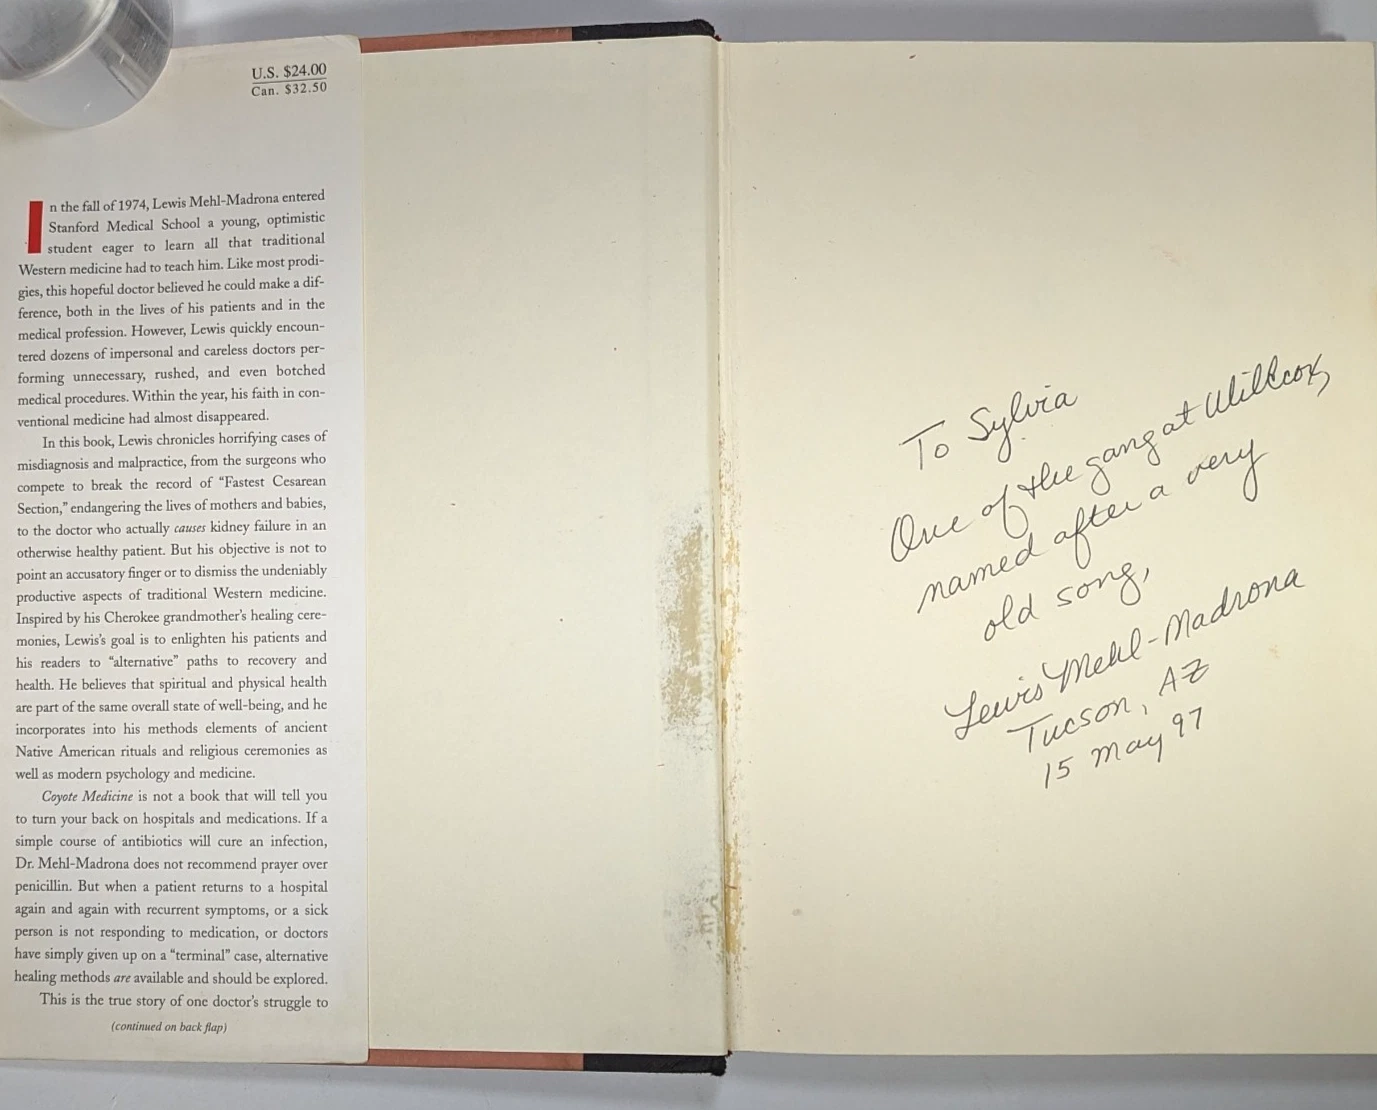 U.S. $24.00
Can. $32.50
In the fall of 1974, Lewis Mehl-Madrona entered
Stanford Medical School a young, optimistic
student eager to learn all that traditional
Western medicine had to teach him. Like most prodi-
gies, this hopeful doctor believed he could make a dif-
ference, both in the lives of his patients and in the
medical profession. However, Lewis quickly encoun-
tered dozens of impersonal and careless doctors per-
forming unnecessary, rushed, and even botched
medical procedures. Within the year, his faith in con-
ventional medicine had almost disappeared.
In this book, Lewis chronicles horrifying cases of
misdiagnosis and malpractice, from the surgeons who
compete to break the record of “Fastest Cesarean
Section,” endangering the lives of mothers and babies,
to the doctor who actually causes kidney failure in an
otherwise healthy patient. But his objective is not to
point an accusatory finger or to dismiss the undeniably
productive aspects of traditional Western medicine.
Inspired by his Cherokee grandmother’s healing cere-
monies, Lewis’s goal is to enlighten his patients and
his readers to “alternative” paths to recovery and
health. He believes that spiritual and physical health
are part of the same overall state of well-being, and he
incorporates into his methods elements of ancient
Native American rituals and religious ceremonies as
well as modern psychology and medicine.
Coyote Medicine is not a book that will tell you
to turn your back on hospitals and medications. If a
simple course of antibiotics will cure an infection,
Dr. Mehl-Madrona does not recommend prayer over
penicillin. But when a patient returns to a hospital
again and again with recurrent symptoms, or a sick
person is not responding to medication, or doctors
have simply given up on a “terminal” case, alternative
healing methods are available and should be explored.
This is the true story of one doctor’s struggle to
(continued on back flap)
To Sylvia
One of the gang at Willcox,
named after a very
old song,
Lewis Mehl-Madrona
Tucson, AZ
15 May 97